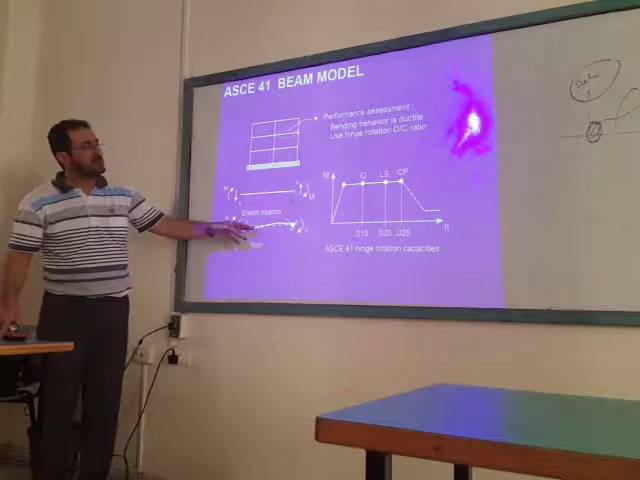 ASCE 41 BEAM MODEL
Performance assessment :
Bending behavior is ductile.
Use hinge rotation D/C ratio
M
IO
LS
CP
M
M
Elastic rotation
θ
.010
.020
.025
ASCE 41 hinge rotation capacities